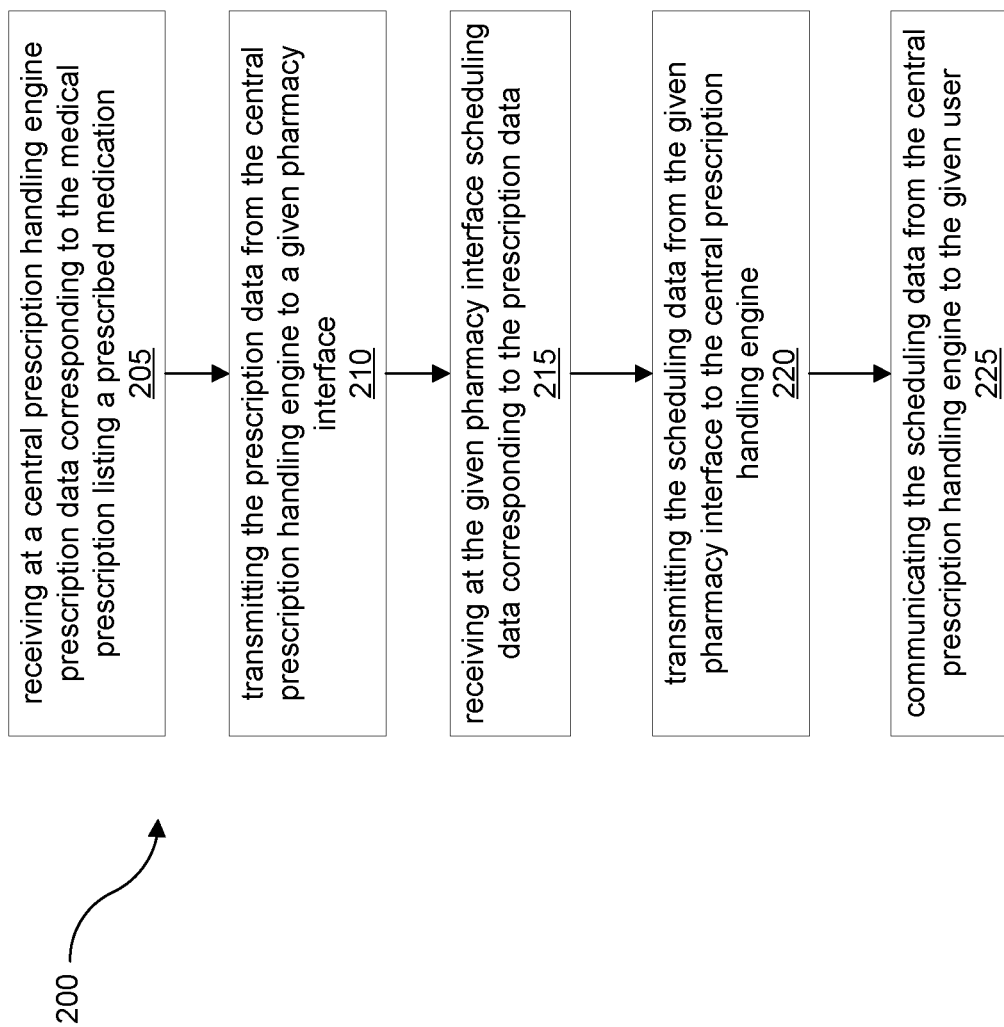 200
receiving at a central prescription handling engine
prescription data corresponding to the medical
prescription listing a prescribed medication
205
transmitting the prescription data from the central
prescription handling engine to a given pharmacy
interface
210
receiving at the given pharmacy interface scheduling
data corresponding to the prescription data
215
transmitting the scheduling data from the given
pharmacy interface to the central prescription
handling engine
220
communicating the scheduling data from the central
prescription handling engine to the given user
225